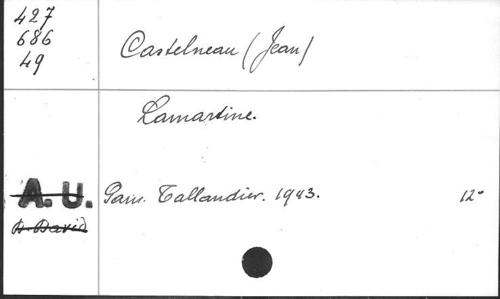 427
686
49
Castelneau (Jean)
Lamartine.
A. U. Paris. Tallandier. 1943. 12°
D. David